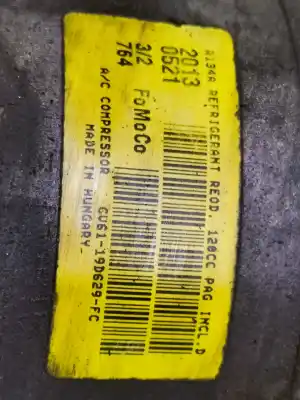 R134A REFRIGERANT REQD. 120CC PAG INCL.D
2013
0521
3/2 FoMoCo
764
A/C COMPRESSOR CV61-19D629-FC
MADE IN HUNGARY